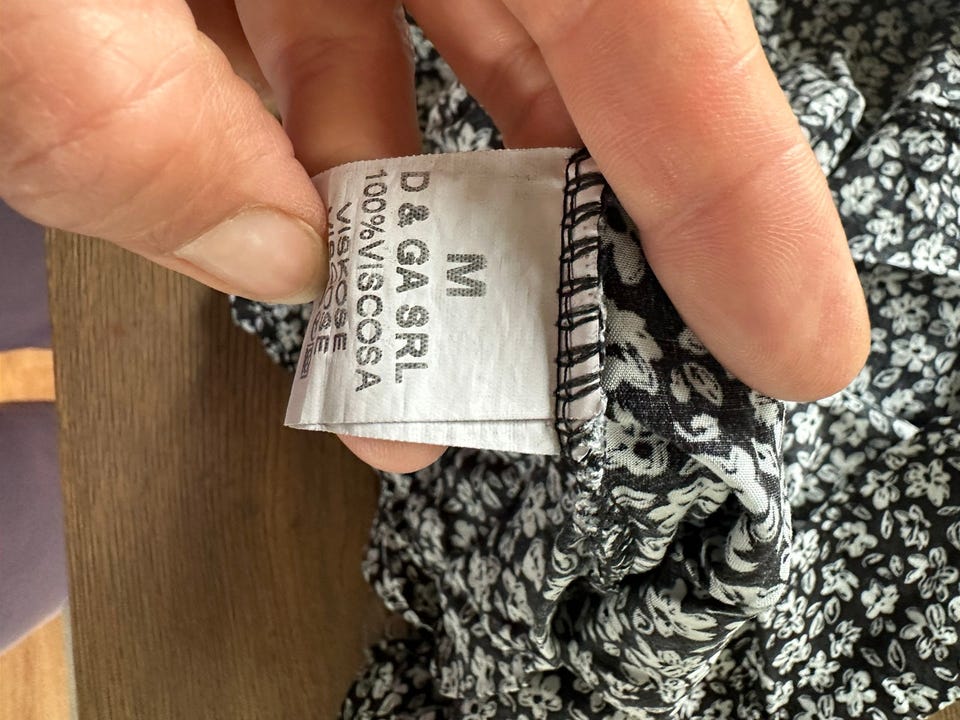 M
D & GA SRL
100%VISCOSA
VISKOSE